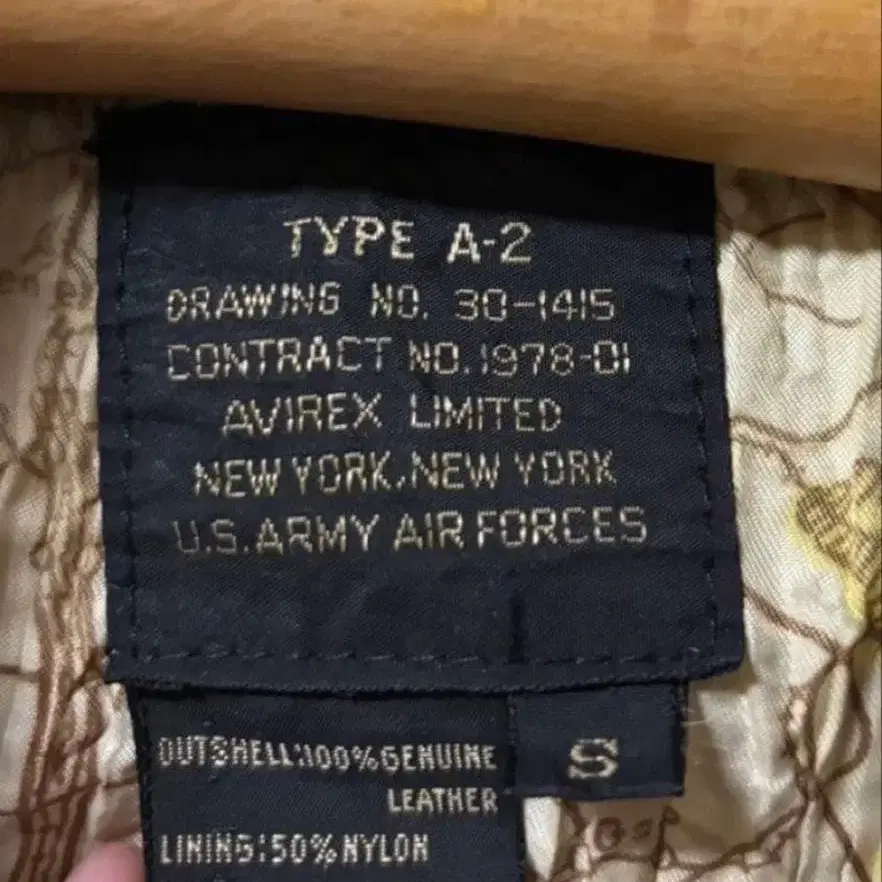 TYPE A-2
DRAWING NO. 30-1415
CONTRACT NO. 1978-01
AVIREX LIMITED
NEW YORK, NEW YORK
U.S. ARMY AIR FORCES
OUTSHELL:100%GENUINE
LEATHER
S
LINING:50%NYLON